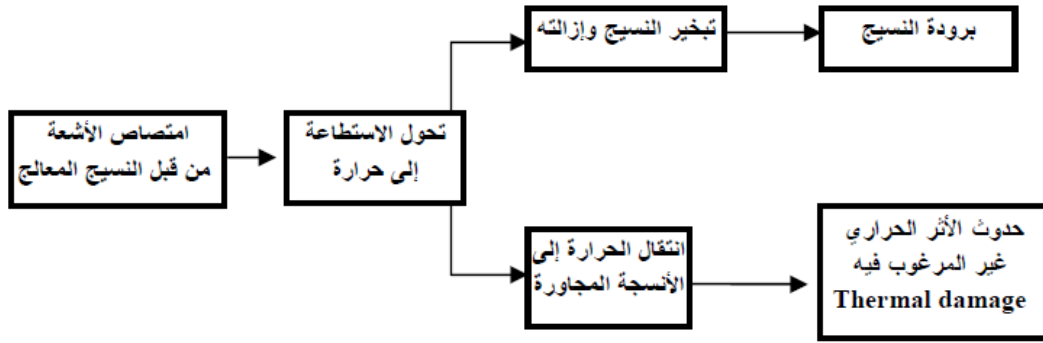 امتصاص الأشعة
من قبل النسيج المعالج
تحول الاستطاعة
إلى حرارة
تبخير النسيج وإزالته
برودة النسيج
انتقال الحرارة إلى
الأنسجة المجاورة
حدوث الأثر الحراري
غير المرغوب فيه
Thermal damage